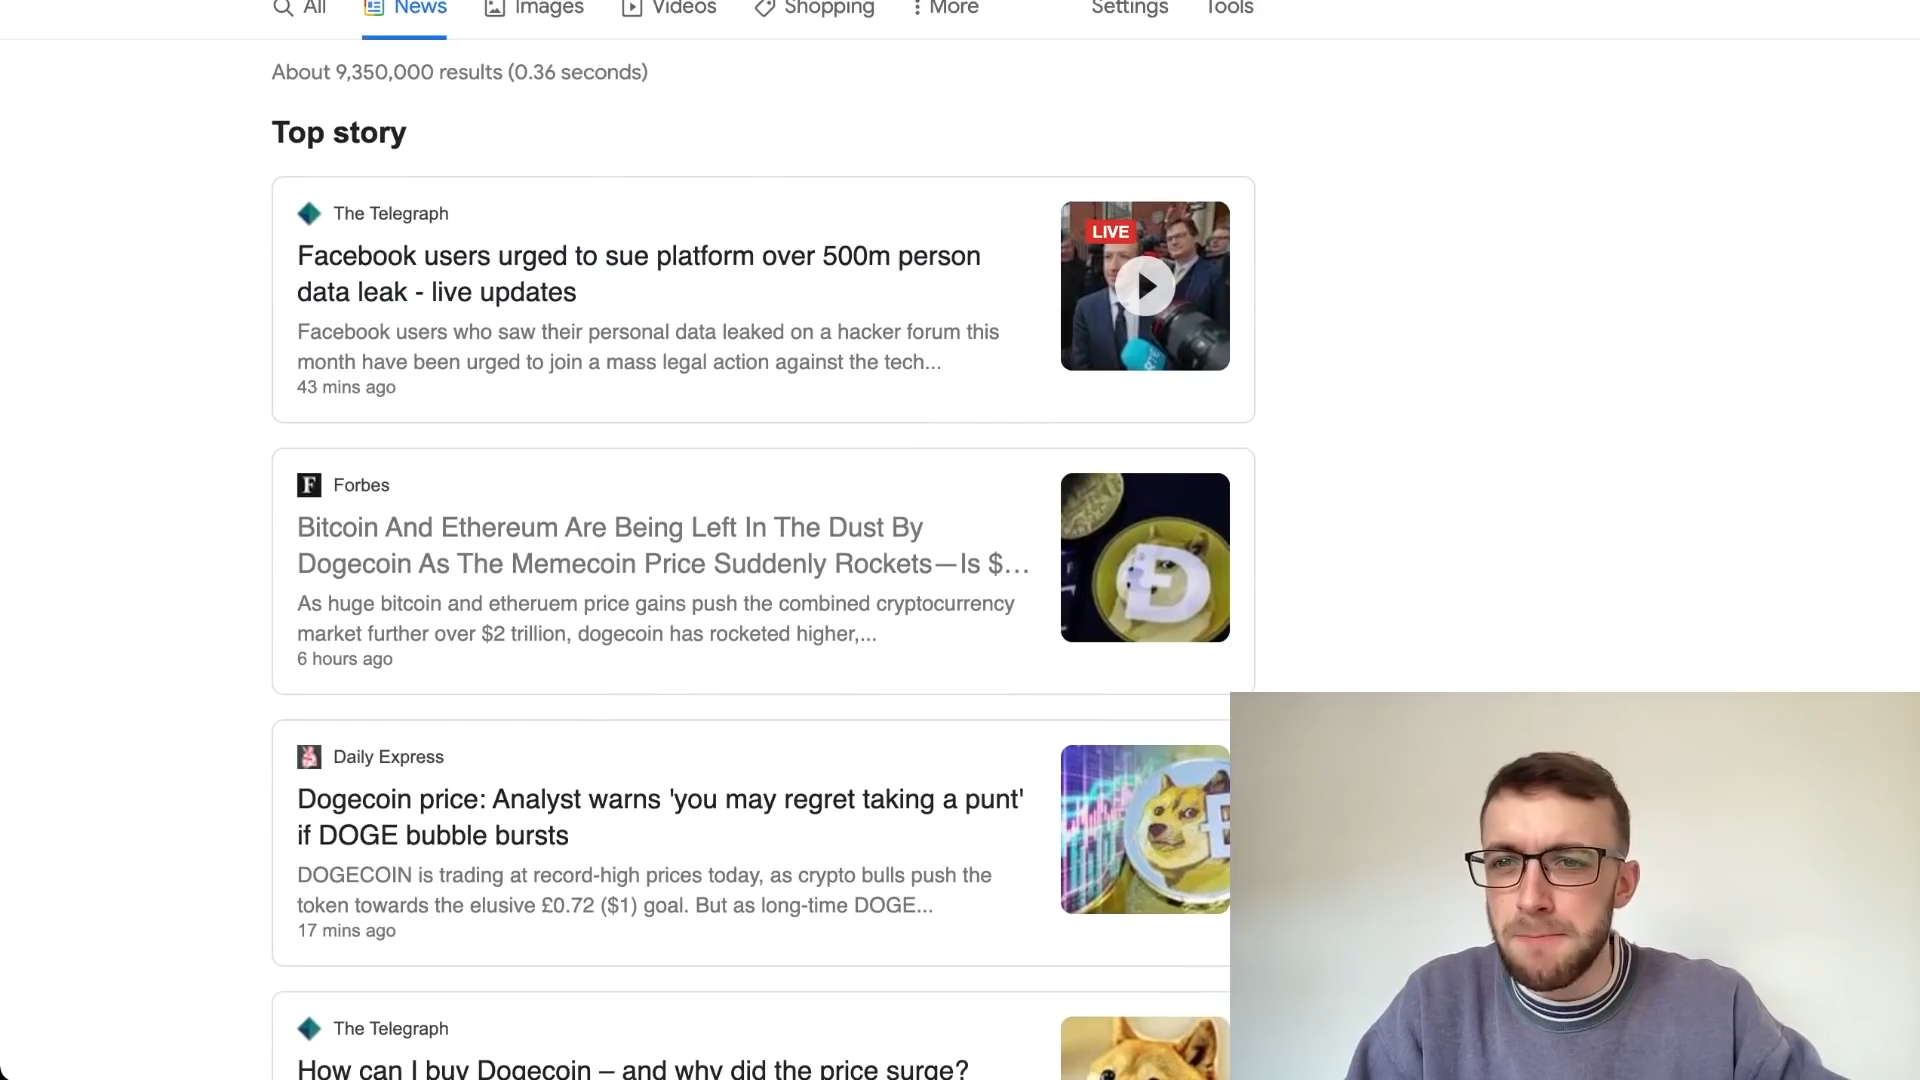 All News Images Videos Shopping More Settings Tools
About 9,350,000 results (0.36 seconds)
Top story
The Telegraph
LIVE
Facebook users urged to sue platform over 500m person
data leak - live updates
Facebook users who saw their personal data leaked on a hacker forum this
month have been urged to join a mass legal action against the tech...
43 mins ago
F Forbes
Bitcoin And Ethereum Are Being Left In The Dust By
Dogecoin As The Memecoin Price Suddenly Rockets—Is $...
As huge bitcoin and etheruem price gains push the combined cryptocurrency
market further over $2 trillion, dogecoin has rocketed higher,...
6 hours ago
Daily Express
Dogecoin price: Analyst warns 'you may regret taking a punt'
if DOGE bubble bursts
DOGECOIN is trading at record-high prices today, as crypto bulls push the
token towards the elusive £0.72 ($1) goal. But as long-time DOGE...
17 mins ago
The Telegraph
How can I buy Dogecoin – and why did the price surge?